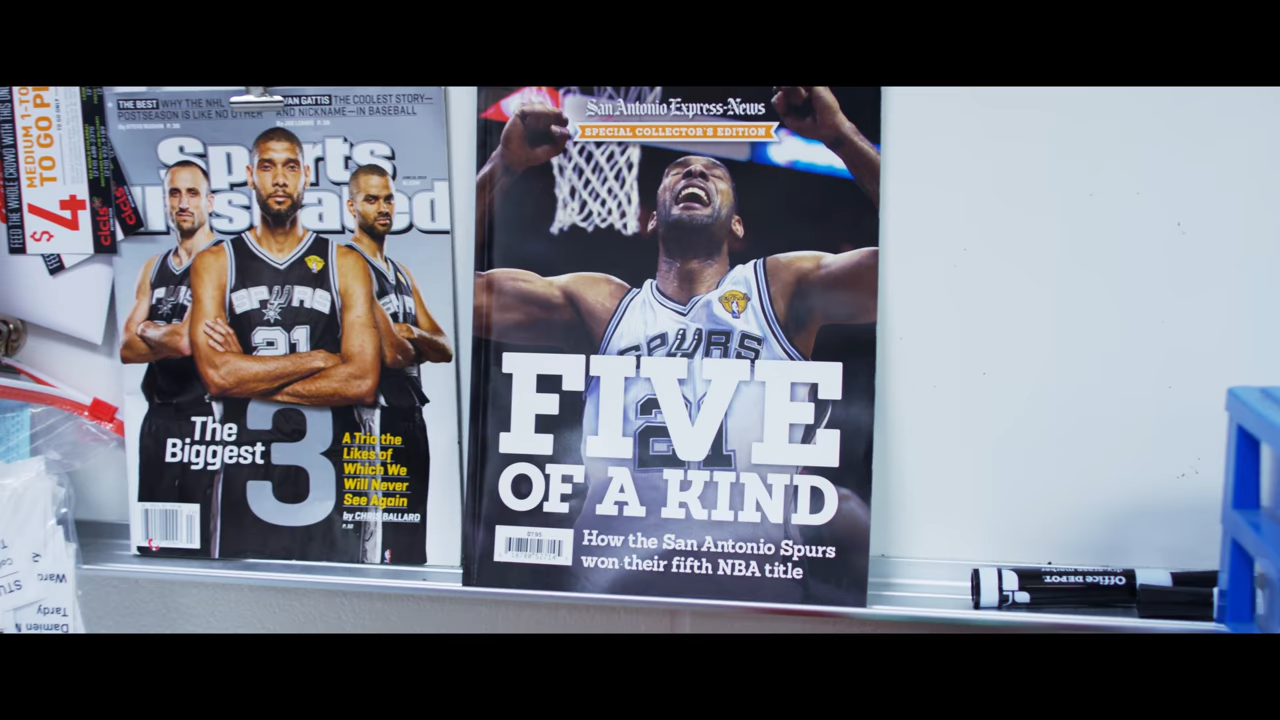 FEED THE WHOLE CROWD WITH THIS
MEDIUM 1-TO
TO GO PI
$4
cicis
cicis
THE BEST WHY THE NHL
POSTSEASON IS LIKE NO OTHER
VAN GATTIS THE COOLEST STORY—
AND NICKNAME—IN BASEBALL
Sports
Illustrated
SPURS
21
The
Biggest
3
A Trio the
Likes of
Which We
Will Never
See Again
by CHRIS BALLARD
San Antonio Express-News
SPECIAL COLLECTOR'S EDITION
SPURS
21
FIVE
OF A KIND
How the San Antonio Spurs
won their fifth NBA title
Office DEPOT
Ware
Tardy
Damien